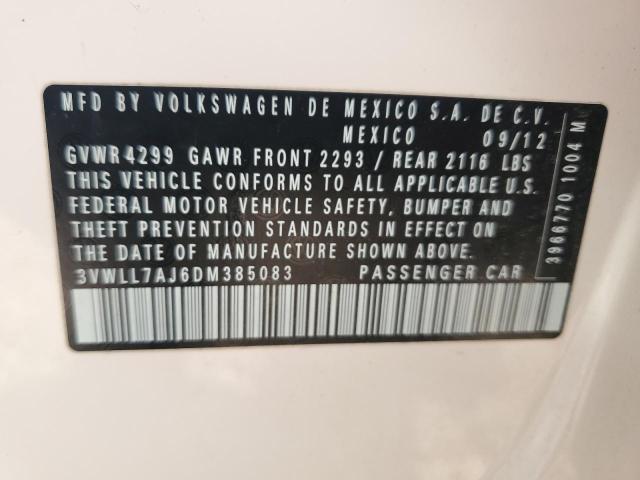 MFD BY VOLKSWAGEN DE MEXICO S.A. DE C.V.
MEXICO 09/12
GVWR 4299 GAWR FRONT 2293 / REAR 2116 LBS
THIS VEHICLE CONFORMS TO ALL APPLICABLE U.S.
FEDERAL MOTOR VEHICLE SAFETY, BUMPER AND
THEFT PREVENTION STANDARDS IN EFFECT ON
THE DATE OF MANUFACTURE SHOWN ABOVE.
3VWLL7AJ6DM385083 PASSENGER CAR
3966770 1004 M